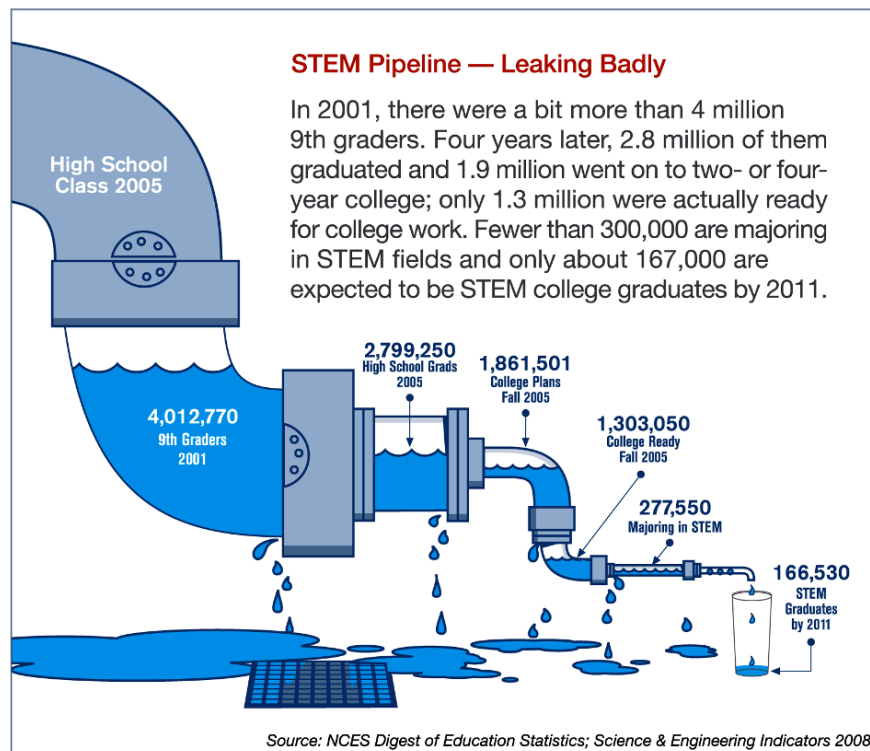 STEM Pipeline — Leaking Badly
In 2001, there were a bit more than 4 million
9th graders. Four years later, 2.8 million of them
graduated and 1.9 million went on to two- or four-
year college; only 1.3 million were actually ready
for college work. Fewer than 300,000 are majoring
in STEM fields and only about 167,000 are
expected to be STEM college graduates by 2011.
High School
Class 2005
4,012,770
9th Graders
2001
2,799,250
High School Grads
2005
1,861,501
College Plans
Fall 2005
1,303,050
College Ready
Fall 2005
277,550
Majoring in STEM
166,530
STEM
Graduates
by 2011
Source: NCES Digest of Education Statistics; Science & Engineering Indicators 2008